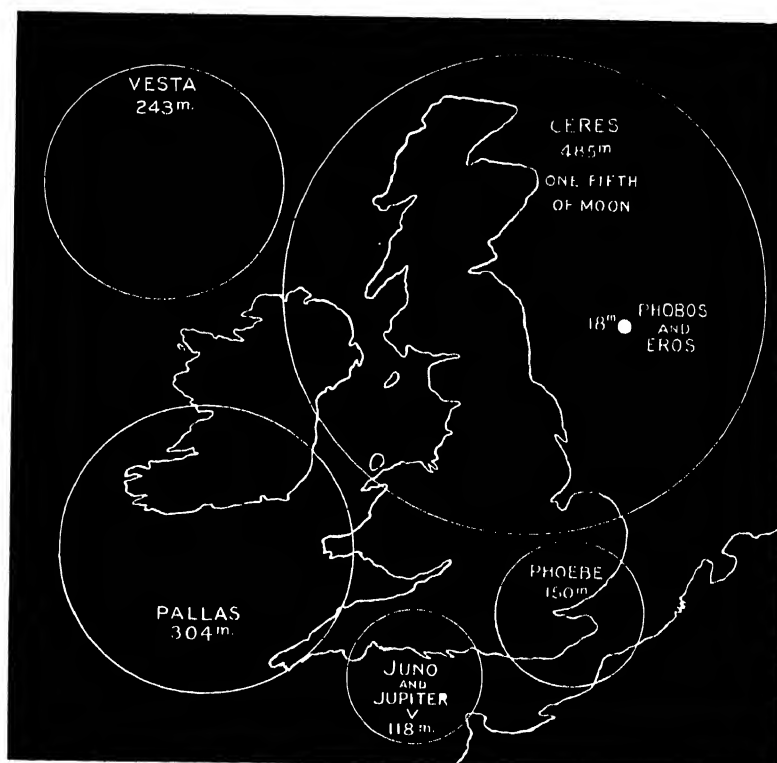 VESTA
243m.
CERES
485m
ONE FIFTH
OF MOON
18m
PHOBOS
AND
EROS
PALLAS
304m.
PHOEBE
150m.
JUNO
AND
JUPITER
V
118m.